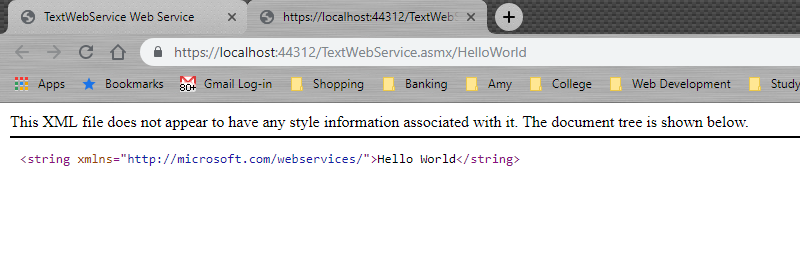 TextWebService Web Service
https://localhost:44312/TextWebS
https://localhost:44312/TextWebService.asmx/HelloWorld
Apps Bookmarks 80+ Gmail Log-in Shopping Banking Amy College Web Development Study
This XML file does not appear to have any style information associated with it. The document tree is shown below.
<string xmlns="http://microsoft.com/webservices/">Hello World</string>